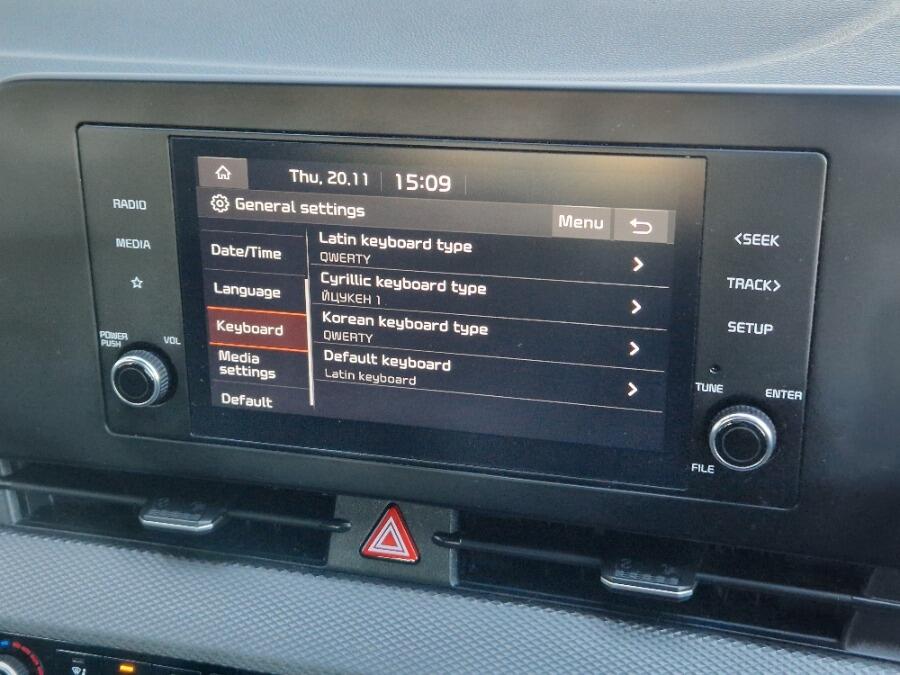 Thu, 20.11 15:09
General settings
Menu
Date/Time
Language
Keyboard
Media
settings
Default
Latin keyboard type
QWERTY
Cyrillic keyboard type
ЙЦУКЕН 1
Korean keyboard type
QWERTY
Default keyboard
Latin keyboard
RADIO
MEDIA
POWER
PUSH
VOL
<SEEK
TRACK>
SETUP
TUNE
ENTER
FILE